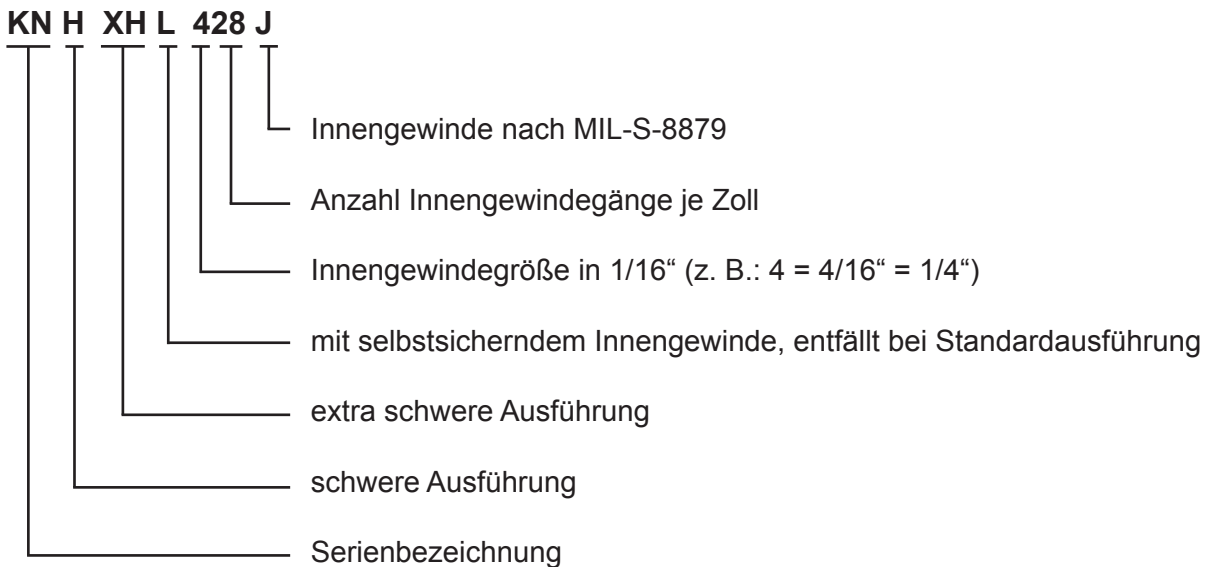 KN H XH L 428 J
Innengewinde nach MIL-S-8879
Anzahl Innengewindegänge je Zoll
Innengewindegröße in 1/16“ (z. B.: 4 = 4/16“ = 1/4“)
mit selbstsicherndem Innengewinde, entfällt bei Standardausführung
extra schwere Ausführung
schwere Ausführung
Serienbezeichnung